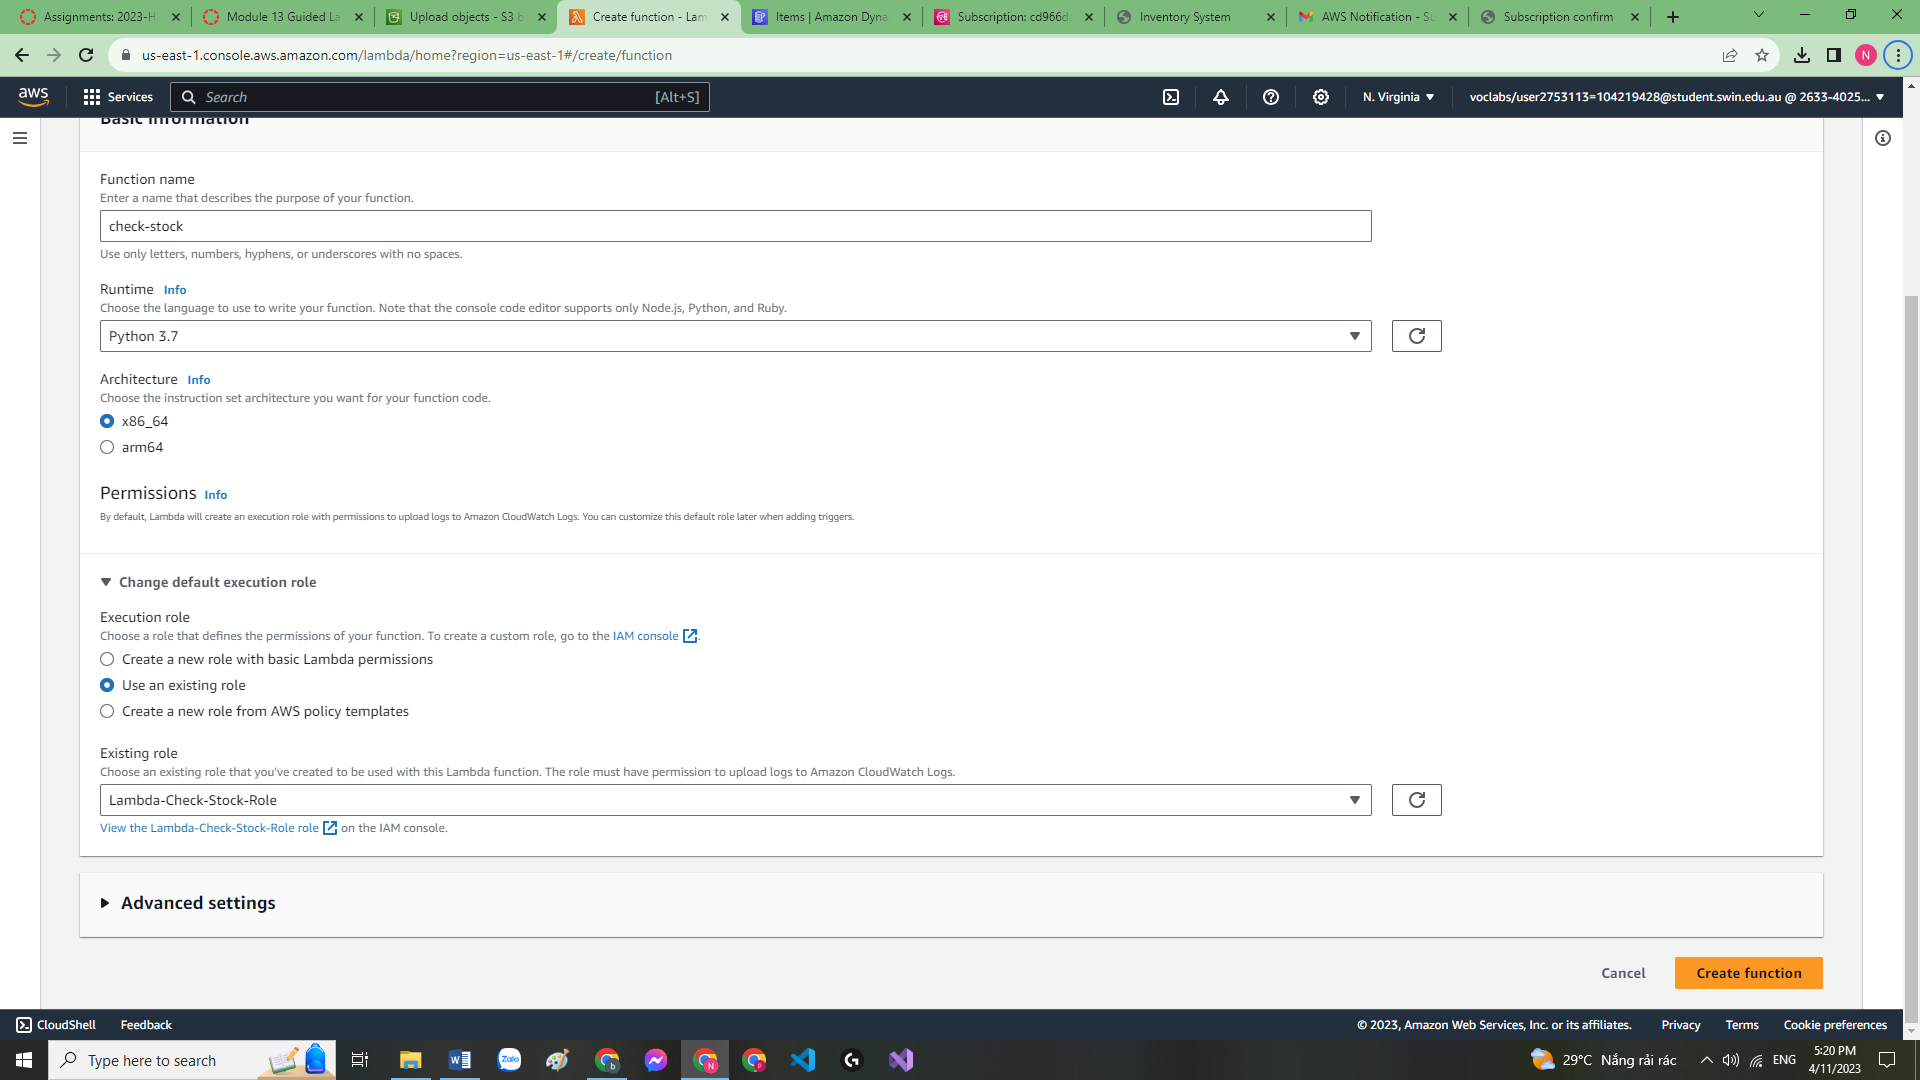 Assignments: 2023-H
Module 13 Guided La
Upload objects - S3 b
Create function - Lam
Items | Amazon Dyna
Subscription: cd966d
Inventory System
AWS Notification - Su
Subscription confirm
us-east-1.console.aws.amazon.com/lambda/home?region=us-east-1#/create/function
N
aws
Services
Search
[Alt+S]
N. Virginia
voclabs/user2753113=104219428@student.swin.edu.au @ 2633-4025...
Basic information
Function name
Enter a name that describes the purpose of your function.
check-stock
Use only letters, numbers, hyphens, or underscores with no spaces.
Runtime Info
Choose the language to use to write your function. Note that the console code editor supports only Node.js, Python, and Ruby.
Python 3.7
Architecture Info
Choose the instruction set architecture you want for your function code.
x86_64
arm64
Permissions Info
By default, Lambda will create an execution role with permissions to upload logs to Amazon CloudWatch Logs. You can customize this default role later when adding triggers.
Change default execution role
Execution role
Choose a role that defines the permissions of your function. To create a custom role, go to the IAM console.
Create a new role with basic Lambda permissions
Use an existing role
Create a new role from AWS policy templates
Existing role
Choose an existing role that you've created to be used with this Lambda function. The role must have permission to upload logs to Amazon CloudWatch Logs.
Lambda-Check-Stock-Role
View the Lambda-Check-Stock-Role role on the IAM console.
Advanced settings
Cancel
Create function
CloudShell
Feedback
© 2023, Amazon Web Services, Inc. or its affiliates.
Privacy
Terms
Cookie preferences
Type here to search
Zalo
29°C Nắng rải rác
ENG
5:20 PM
4/11/2023